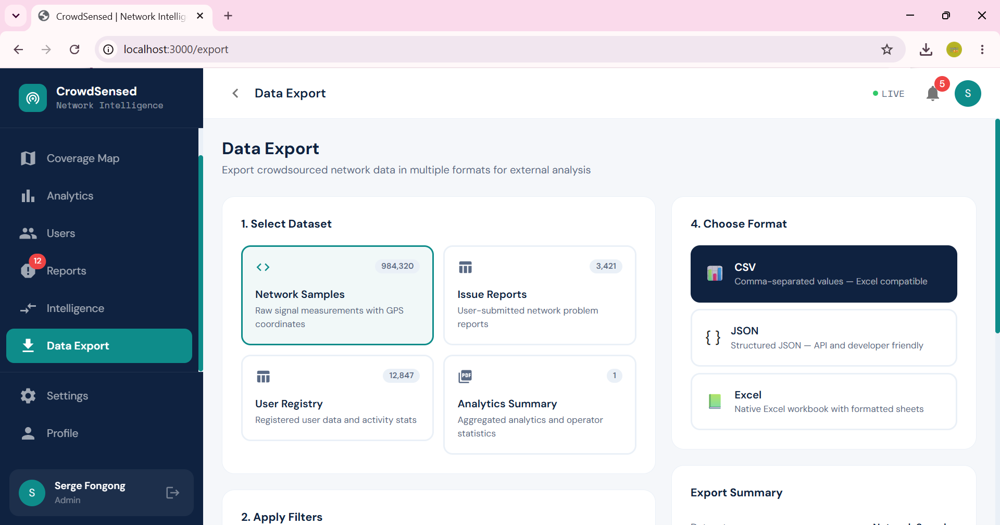 CrowdSensed | Network Intellig
localhost:3000/export
CrowdSensed
Network Intelligence
Coverage Map
Analytics
Users
12
Reports
Intelligence
Data Export
Settings
Profile
S
Serge Fongong
Admin
Data Export
LIVE
5
S
Data Export
Export crowdsourced network data in multiple formats for external analysis
1. Select Dataset
984,320
Network Samples
Raw signal measurements with GPS
coordinates
3,421
Issue Reports
User-submitted network problem
reports
12,847
User Registry
Registered user data and activity stats
PDF
1
Analytics Summary
Aggregated analytics and operator
statistics
2. Apply Filters
4. Choose Format
CSV
Comma-separated values — Excel compatible
{ }
JSON
Structured JSON — API and developer friendly
Excel
Native Excel workbook with formatted sheets
Export Summary